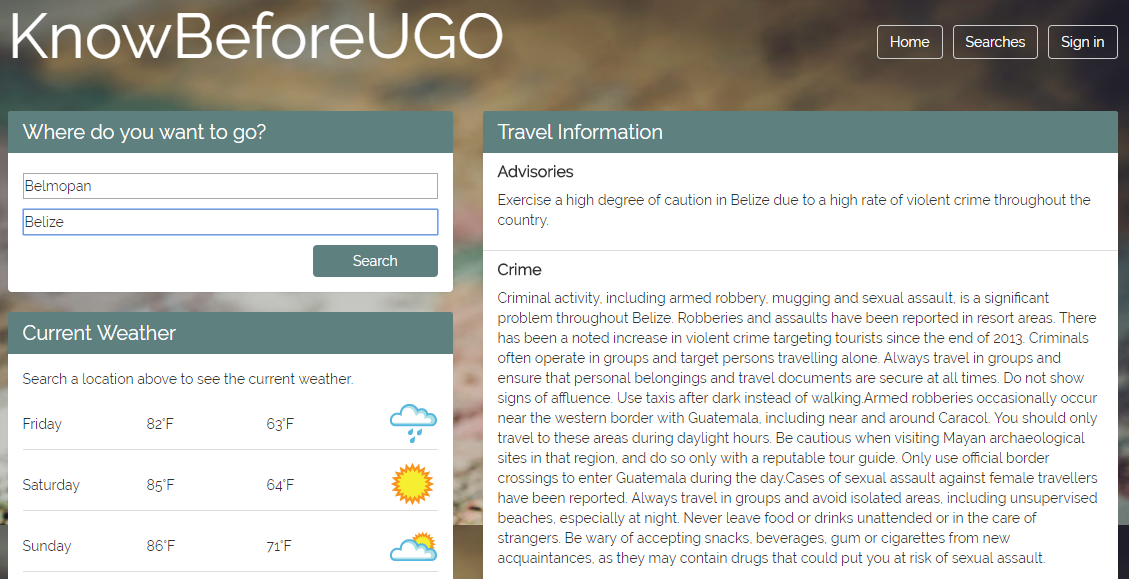 KnowBeforeUGO
Home
Searches
Sign in
Where do you want to go?
Belmopan
Belize
Search
Current Weather
Search a location above to see the current weather.
Friday 82°F 63°F
Saturday 85°F 64°F
Sunday 86°F 71°F
Travel Information
Advisories
Exercise a high degree of caution in Belize due to a high rate of violent crime throughout the
country.
Crime
Criminal activity, including armed robbery, mugging and sexual assault, is a significant
problem throughout Belize. Robberies and assaults have been reported in resort areas. There
has been a noted increase in violent crime targeting tourists since the end of 2013. Criminals
often operate in groups and target persons travelling alone. Always travel in groups and
ensure that personal belongings and travel documents are secure at all times. Do not show
signs of affluence. Use taxis after dark instead of walking.Armed robberies occasionally occur
near the western border with Guatemala, including near and around Caracol. You should only
travel to these areas during daylight hours. Be cautious when visiting Mayan archaeological
sites in that region, and do so only with a reputable tour guide. Only use official border
crossings to enter Guatemala during the day.Cases of sexual assault against female travellers
have been reported. Always travel in groups and avoid isolated areas, including unsupervised
beaches, especially at night. Never leave food or drinks unattended or in the care of
strangers. Be wary of accepting snacks, beverages, gum or cigarettes from new
acquaintances, as they may contain drugs that could put you at risk of sexual assault.